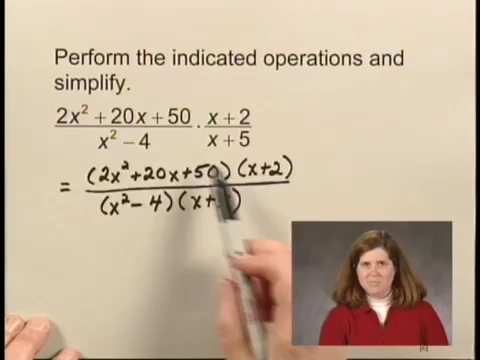 Perform the indicated operations and
simplify.
2x² + 20x + 50 / x² − 4 · x + 2 / x + 5
= (2x² + 20x + 50)(x + 2) / (x² − 4)(x +